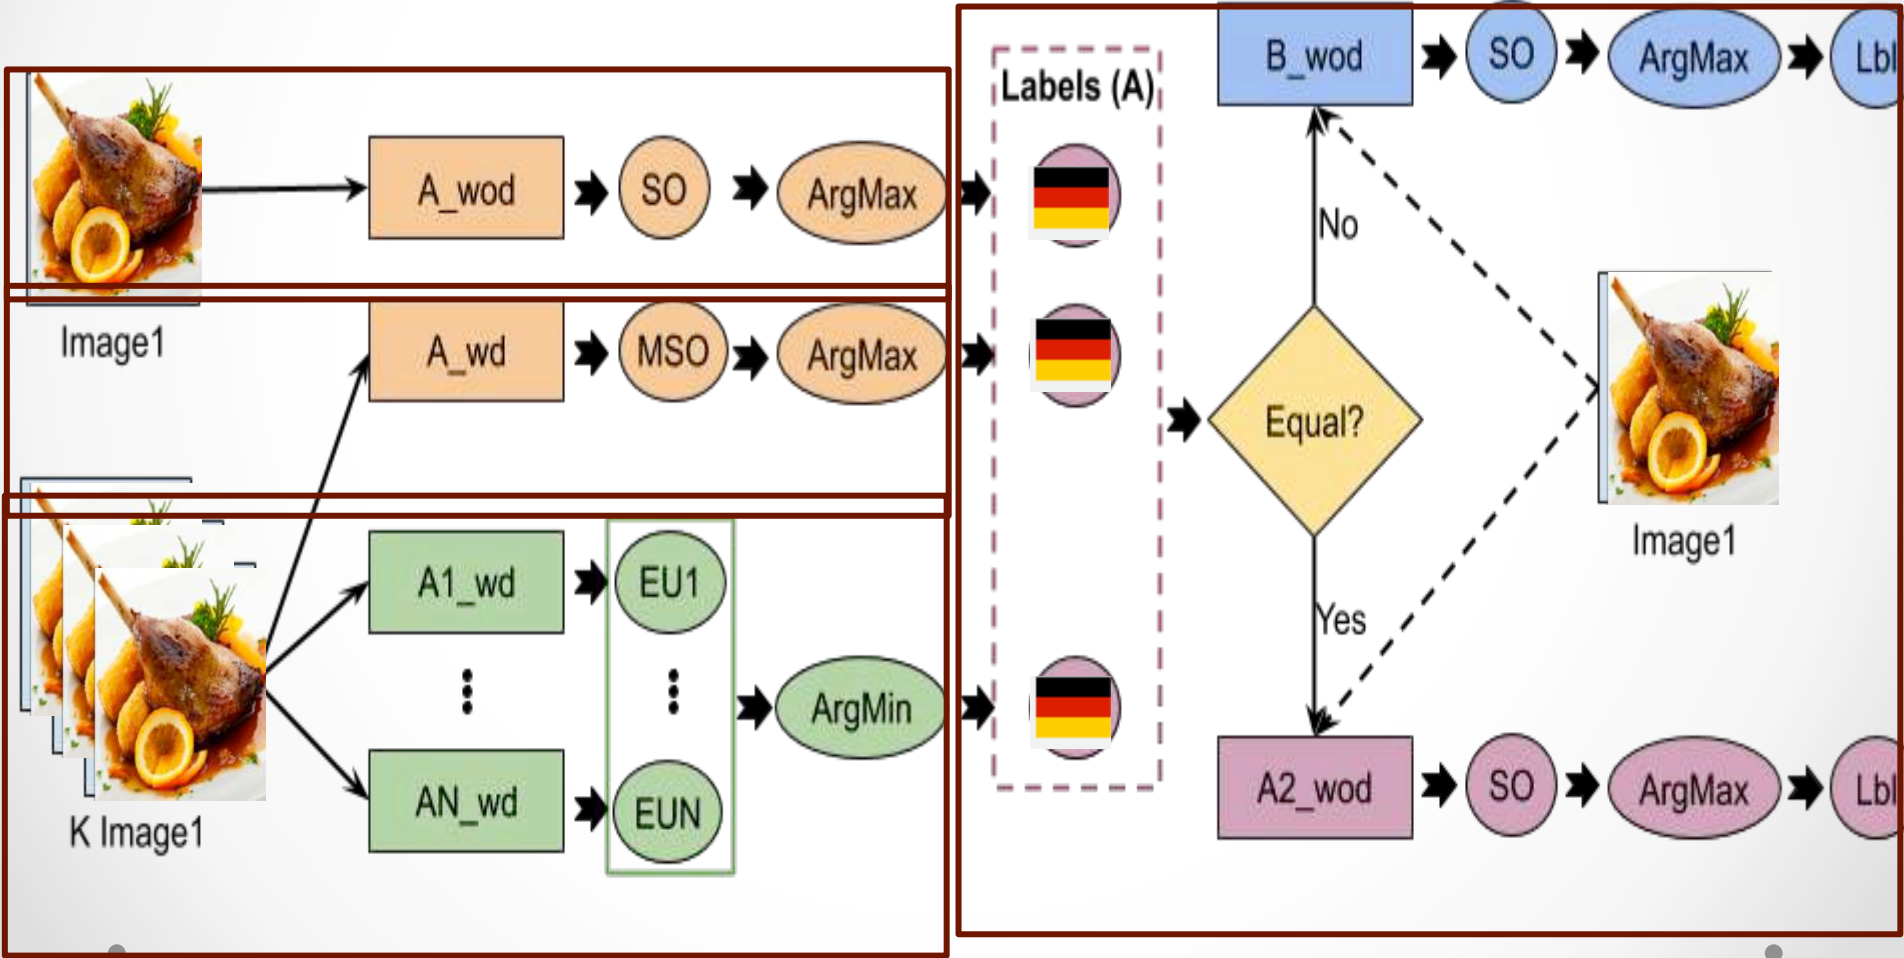 Image1
A_wod
SO
ArgMax
A_wd
MSO
ArgMax
K Image1
A1_wd
EU1
AN_wd
EUN
ArgMin
Labels (A)
Equal?
No
Yes
B_wod
SO
ArgMax
Lbl
Image1
A2_wod
SO
ArgMax
Lbl